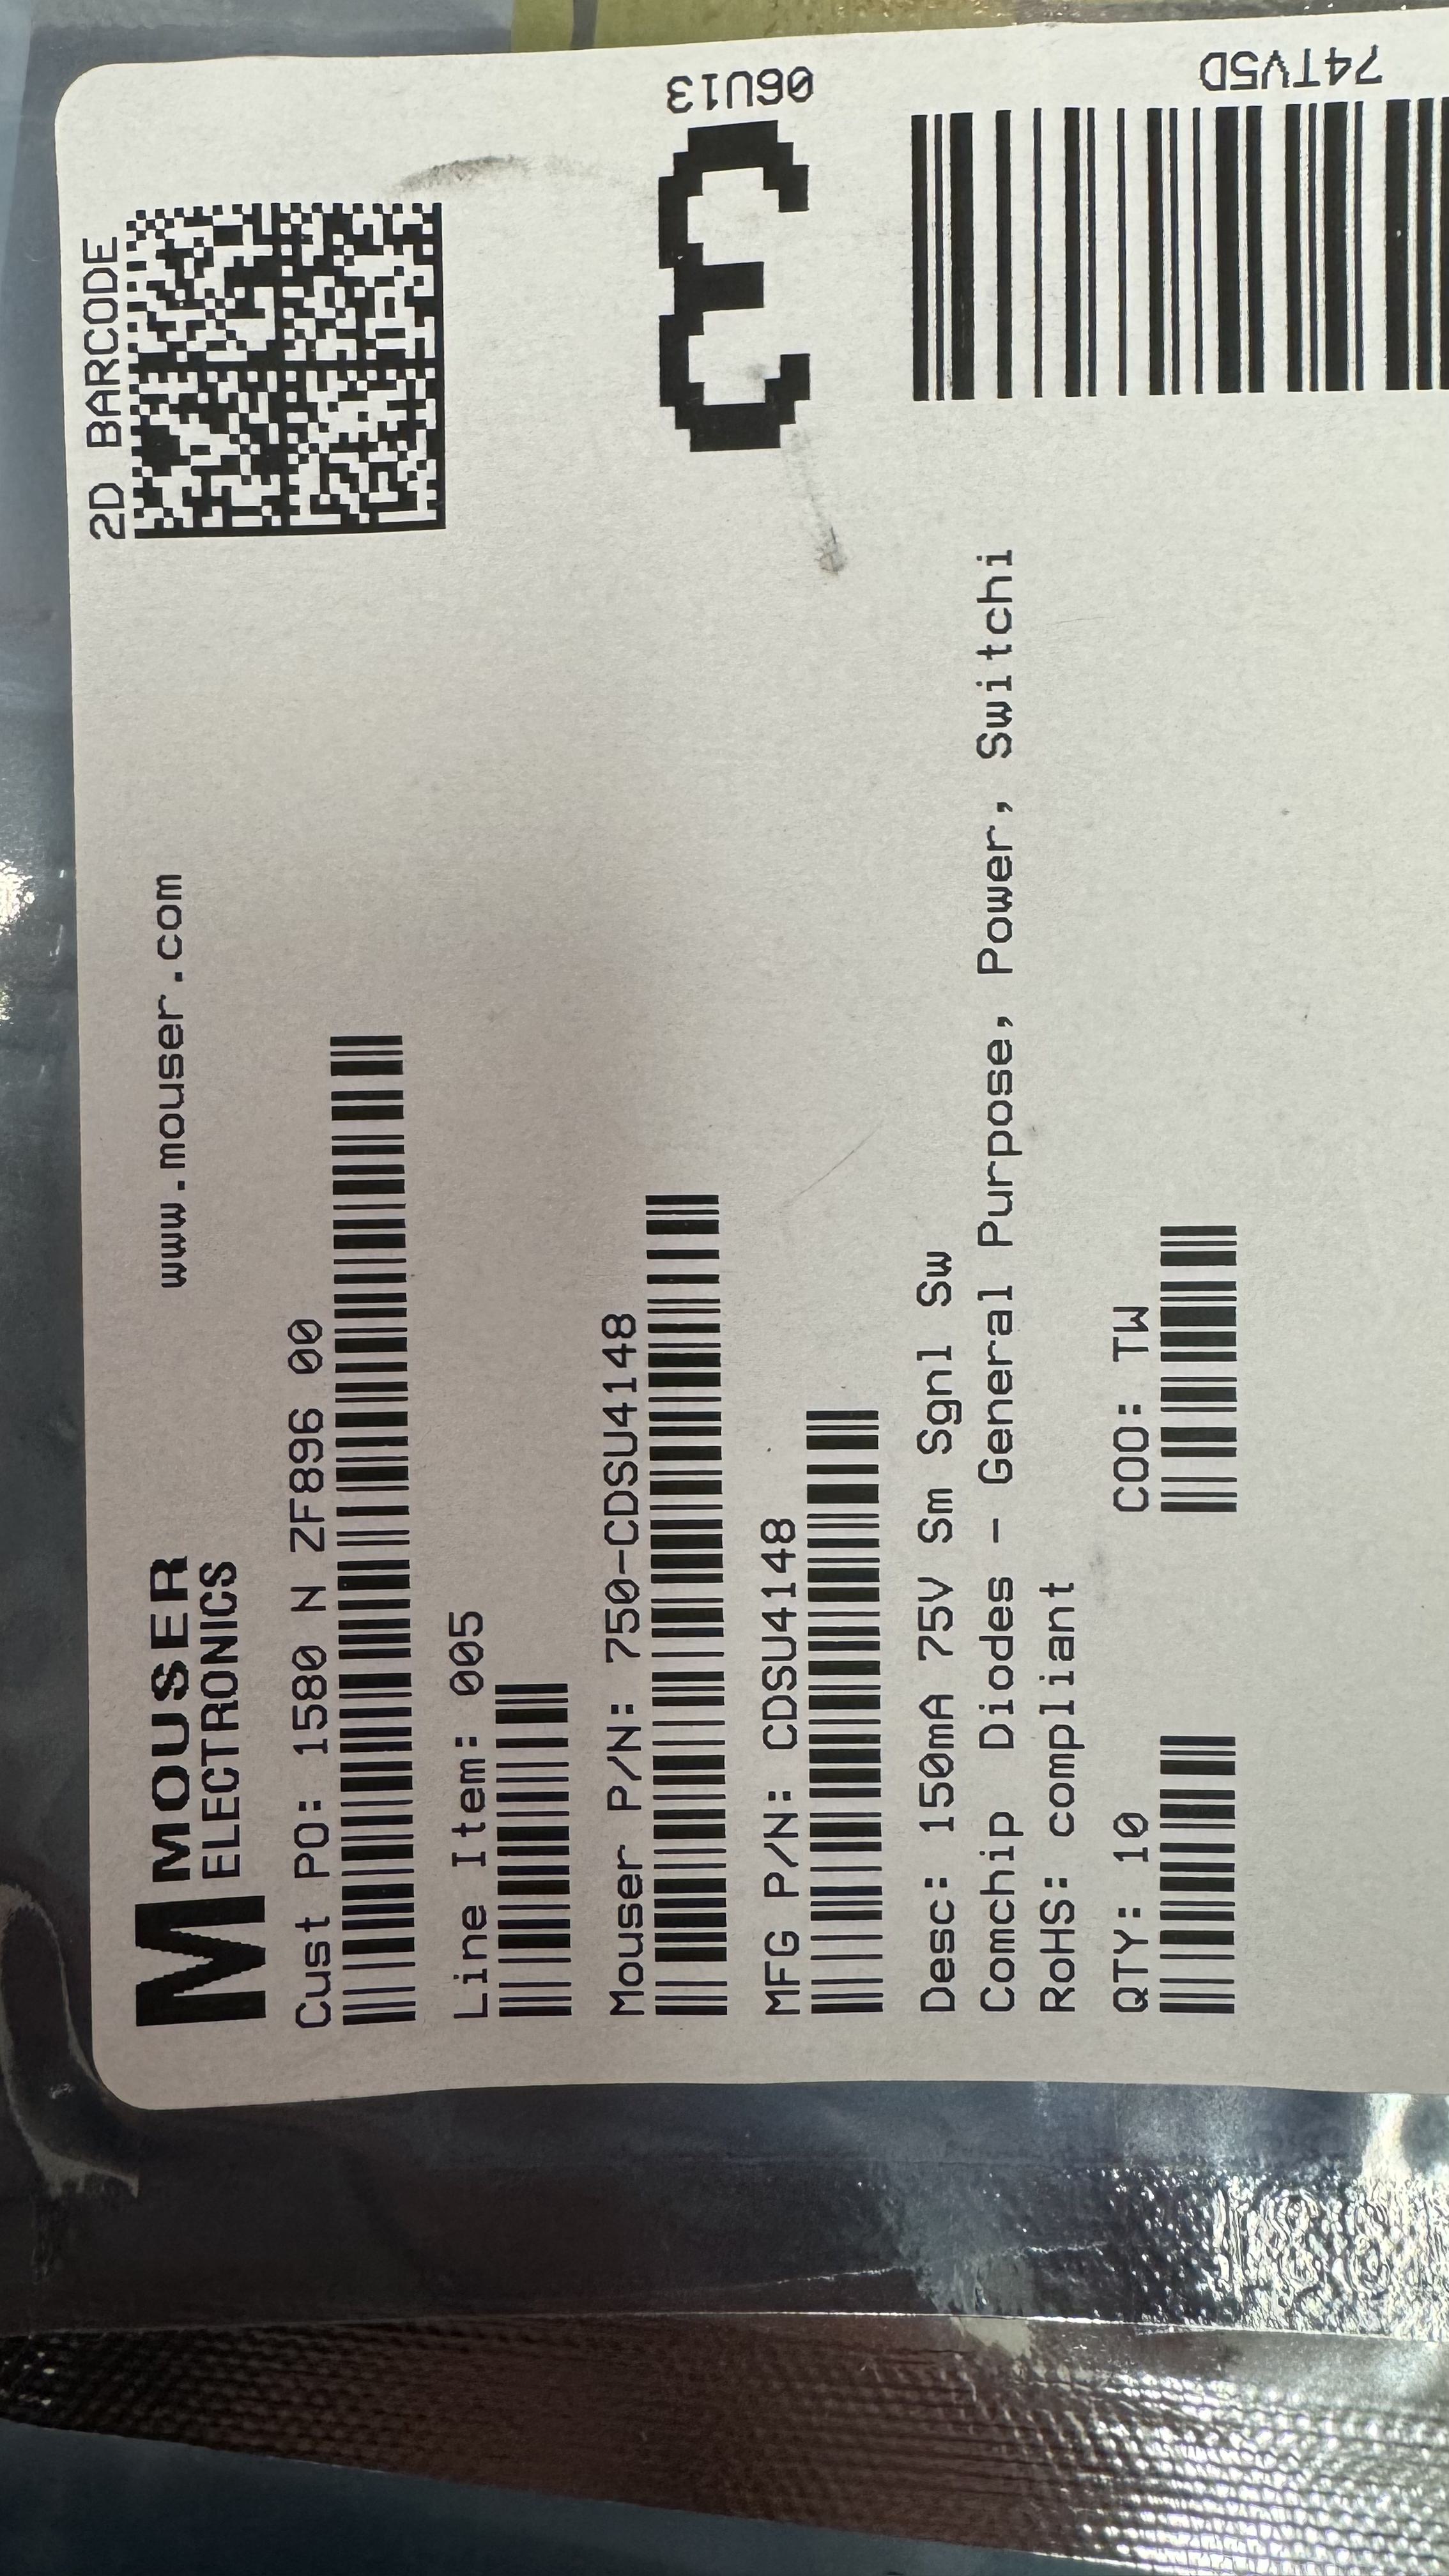 MOUSER
ELECTRONICS
www.mouser.com
2D BARCODE
Cust PO: 1580 N ZF896 00
Line Item: 005
Mouser P/N: 750-CDSU4148
MFG P/N: CDSU4148
Desc: 150mA 75V Sm Sgnl Sw
Comchip Diodes - General Purpose, Power, Switchi
RoHS: compliant
QTY: 10
COO: TW
3
06U13
74TV5D